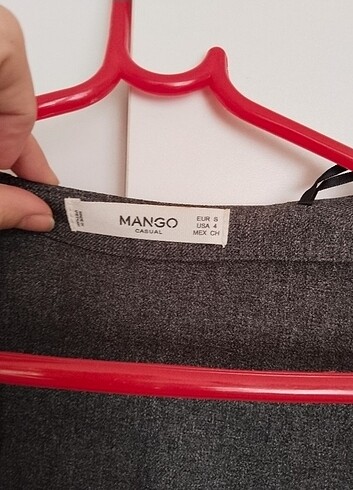 MANGO
CASUAL
EUR S
USA 4
MEX CH